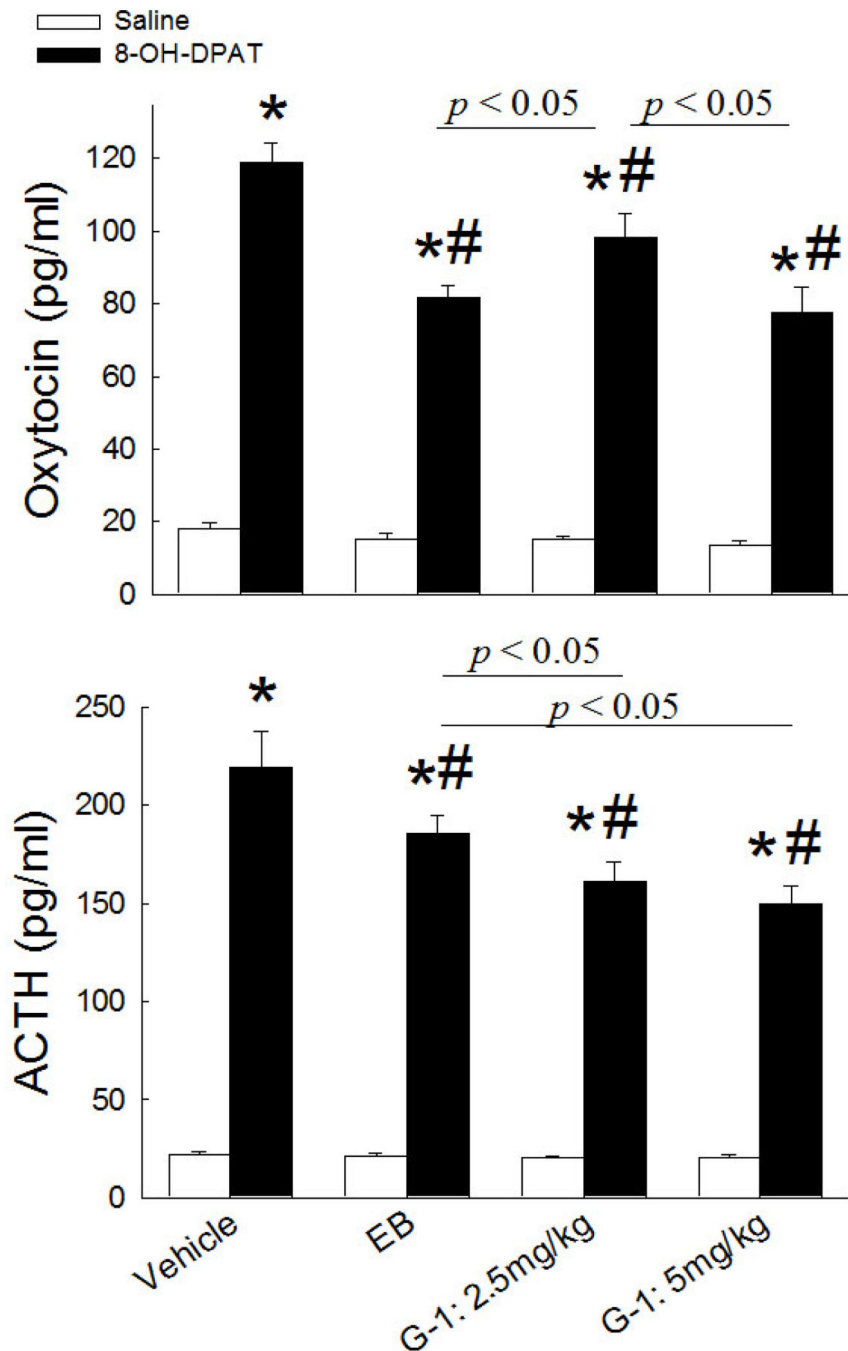 Saline
8-OH-DPAT
p < 0.05 p < 0.05
*
*#
*#
*#
Oxytocin (pg/ml)
120
100
80
60
40
20
0
p < 0.05
p < 0.05
*
*#
*#
*#
ACTH (pg/ml)
250
200
150
100
50
0
Vehicle
EB
G-1: 2.5mg/kg
G-1: 5mg/kg